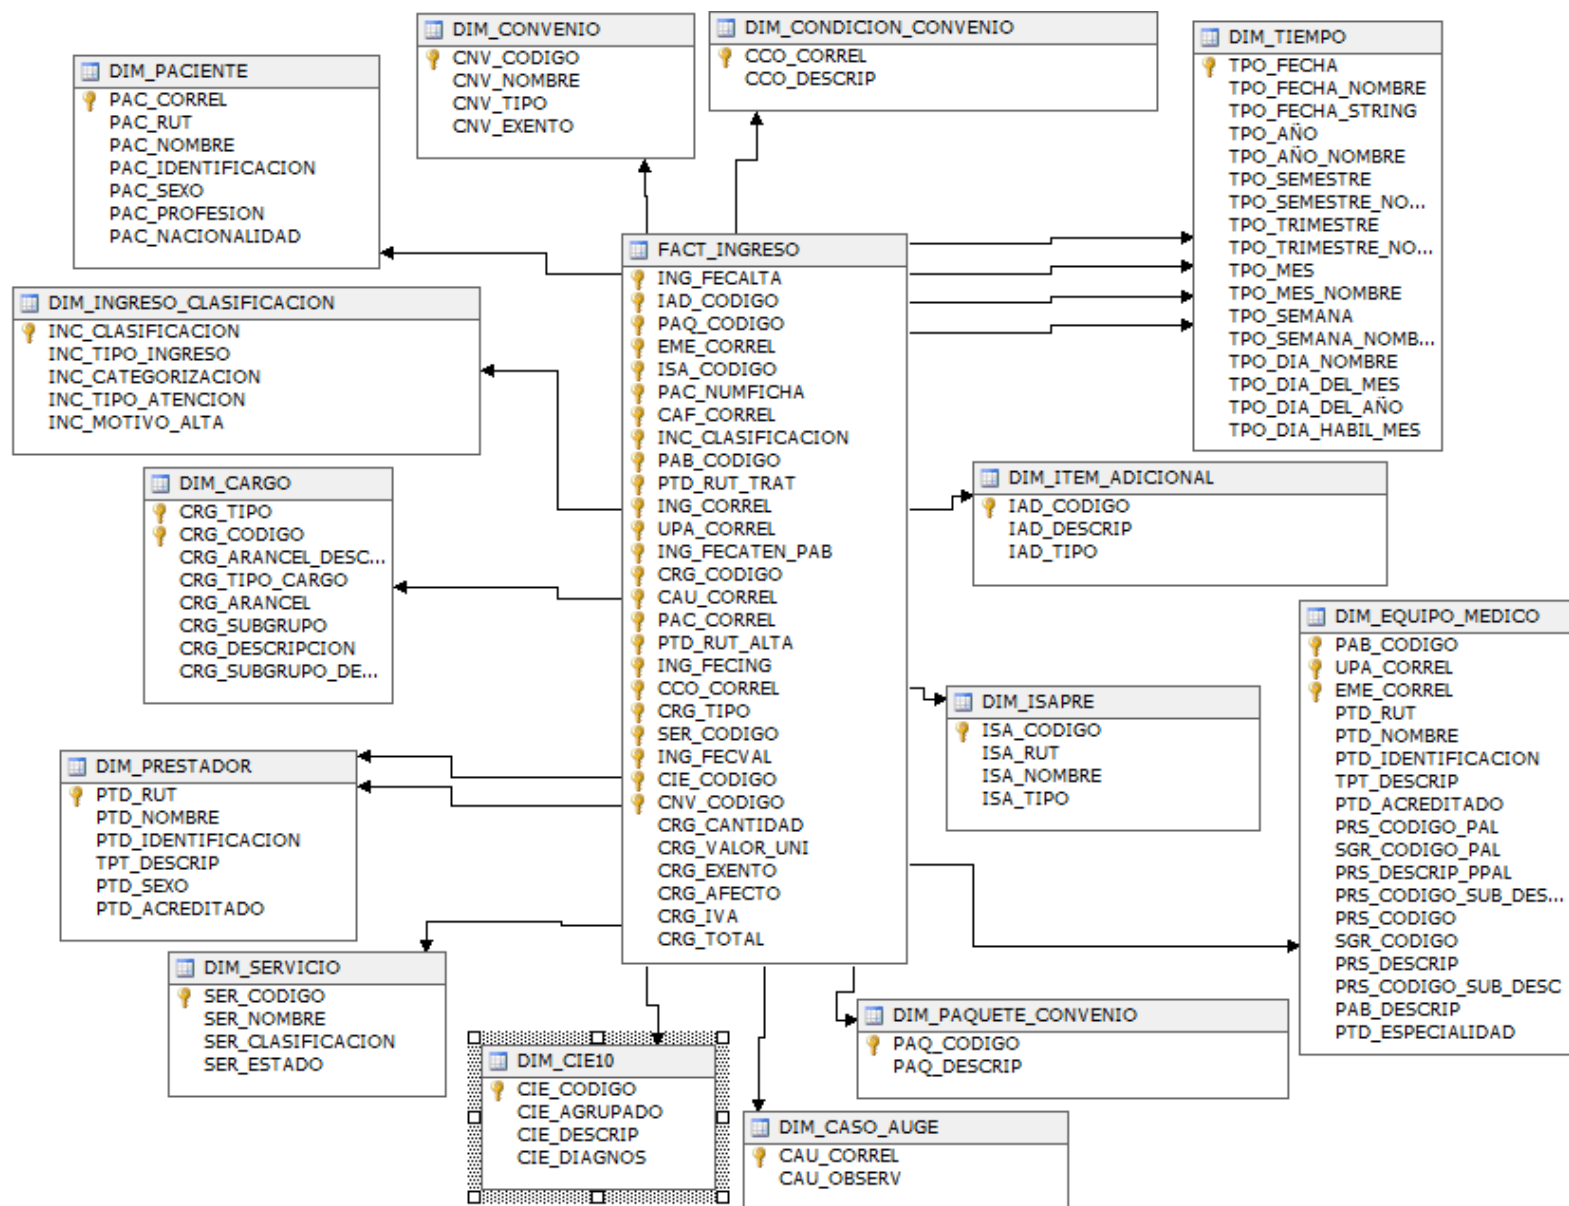 DIM_CONVENIO
CNV_CODIGO
CNV_NOMBRE
CNV_TIPO
CNV_EXENTO
DIM_CONDICION_CONVENIO
CCO_CORREL
CCO_DESCRIP
DIM_TIEMPO
TPO_FECHA
TPO_FECHA_NOMBRE
TPO_FECHA_STRING
TPO_AÑO
TPO_AÑO_NOMBRE
TPO_SEMESTRE
TPO_SEMESTRE_NO...
TPO_TRIMESTRE
TPO_TRIMESTRE_NO...
TPO_MES
TPO_MES_NOMBRE
TPO_SEMANA
TPO_SEMANA_NOMB...
TPO_DIA_NOMBRE
TPO_DIA_DEL_MES
TPO_DIA_DEL_AÑO
TPO_DIA_HABIL_MES
DIM_PACIENTE
PAC_CORREL
PAC_RUT
PAC_NOMBRE
PAC_IDENTIFICACION
PAC_SEXO
PAC_PROFESION
PAC_NACIONALIDAD
DIM_INGRESO_CLASIFICACION
INC_CLASIFICACION
INC_TIPO_INGRESO
INC_CATEGORIZACION
INC_TIPO_ATENCION
INC_MOTIVO_ALTA
FACT_INGRESO
ING_FECALTA
IAD_CODIGO
PAQ_CODIGO
EME_CORREL
ISA_CODIGO
PAC_NUMFICHA
CAF_CORREL
INC_CLASIFICACION
PAB_CODIGO
PTD_RUT_TRAT
ING_CORREL
UPA_CORREL
ING_FECATEN_PAB
CRG_CODIGO
CAU_CORREL
PAC_CORREL
PTD_RUT_ALTA
ING_FECING
CCO_CORREL
CRG_TIPO
SER_CODIGO
ING_FECVAL
CIE_CODIGO
CNV_CODIGO
CRG_CANTIDAD
CRG_VALOR_UNI
CRG_EXENTO
CRG_AFECTO
CRG_IVA
CRG_TOTAL
DIM_CARGO
CRG_TIPO
CRG_CODIGO
CRG_ARANCEL_DESC...
CRG_TIPO_CARGO
CRG_ARANCEL
CRG_SUBGRUPO
CRG_DESCRIPCION
CRG_SUBGRUPO_DE...
DIM_ITEM_ADICIONAL
IAD_CODIGO
IAD_DESCRIP
IAD_TIPO
DIM_EQUIPO_MEDICO
PAB_CODIGO
UPA_CORREL
EME_CORREL
PTD_RUT
PTD_NOMBRE
PTD_IDENTIFICACION
TPT_DESCRIP
PTD_ACREDITADO
PRS_CODIGO_PAL
SGR_CODIGO_PAL
PRS_DESCRIP_PPAL
PRS_CODIGO_SUB_DES...
PRS_CODIGO
SGR_CODIGO
PRS_DESCRIP
PRS_CODIGO_SUB_DESC
PAB_DESCRIP
PTD_ESPECIALIDAD
DIM_ISAPRE
ISA_CODIGO
ISA_RUT
ISA_NOMBRE
ISA_TIPO
DIM_PRESTADOR
PTD_RUT
PTD_NOMBRE
PTD_IDENTIFICACION
TPT_DESCRIP
PTD_SEXO
PTD_ACREDITADO
DIM_SERVICIO
SER_CODIGO
SER_NOMBRE
SER_CLASIFICACION
SER_ESTADO
DIM_CIE10
CIE_CODIGO
CIE_AGRUPADO
CIE_DESCRIP
CIE_DIAGNOS
DIM_PAQUETE_CONVENIO
PAQ_CODIGO
PAQ_DESCRIP
DIM_CASO_AUGE
CAU_CORREL
CAU_OBSERV